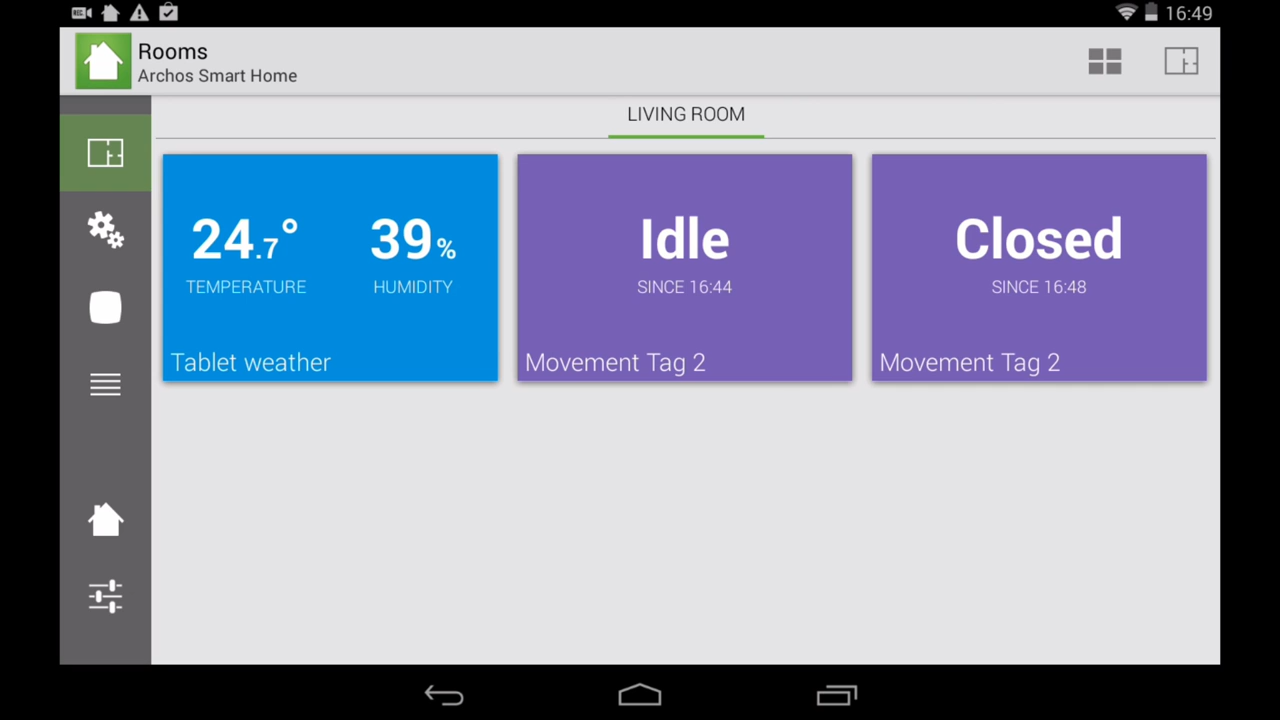 16:49
Rooms
Archos Smart Home
LIVING ROOM
24.7° 39%
TEMPERATURE HUMIDITY
Tablet weather
Idle
SINCE 16:44
Movement Tag 2
Closed
SINCE 16:48
Movement Tag 2